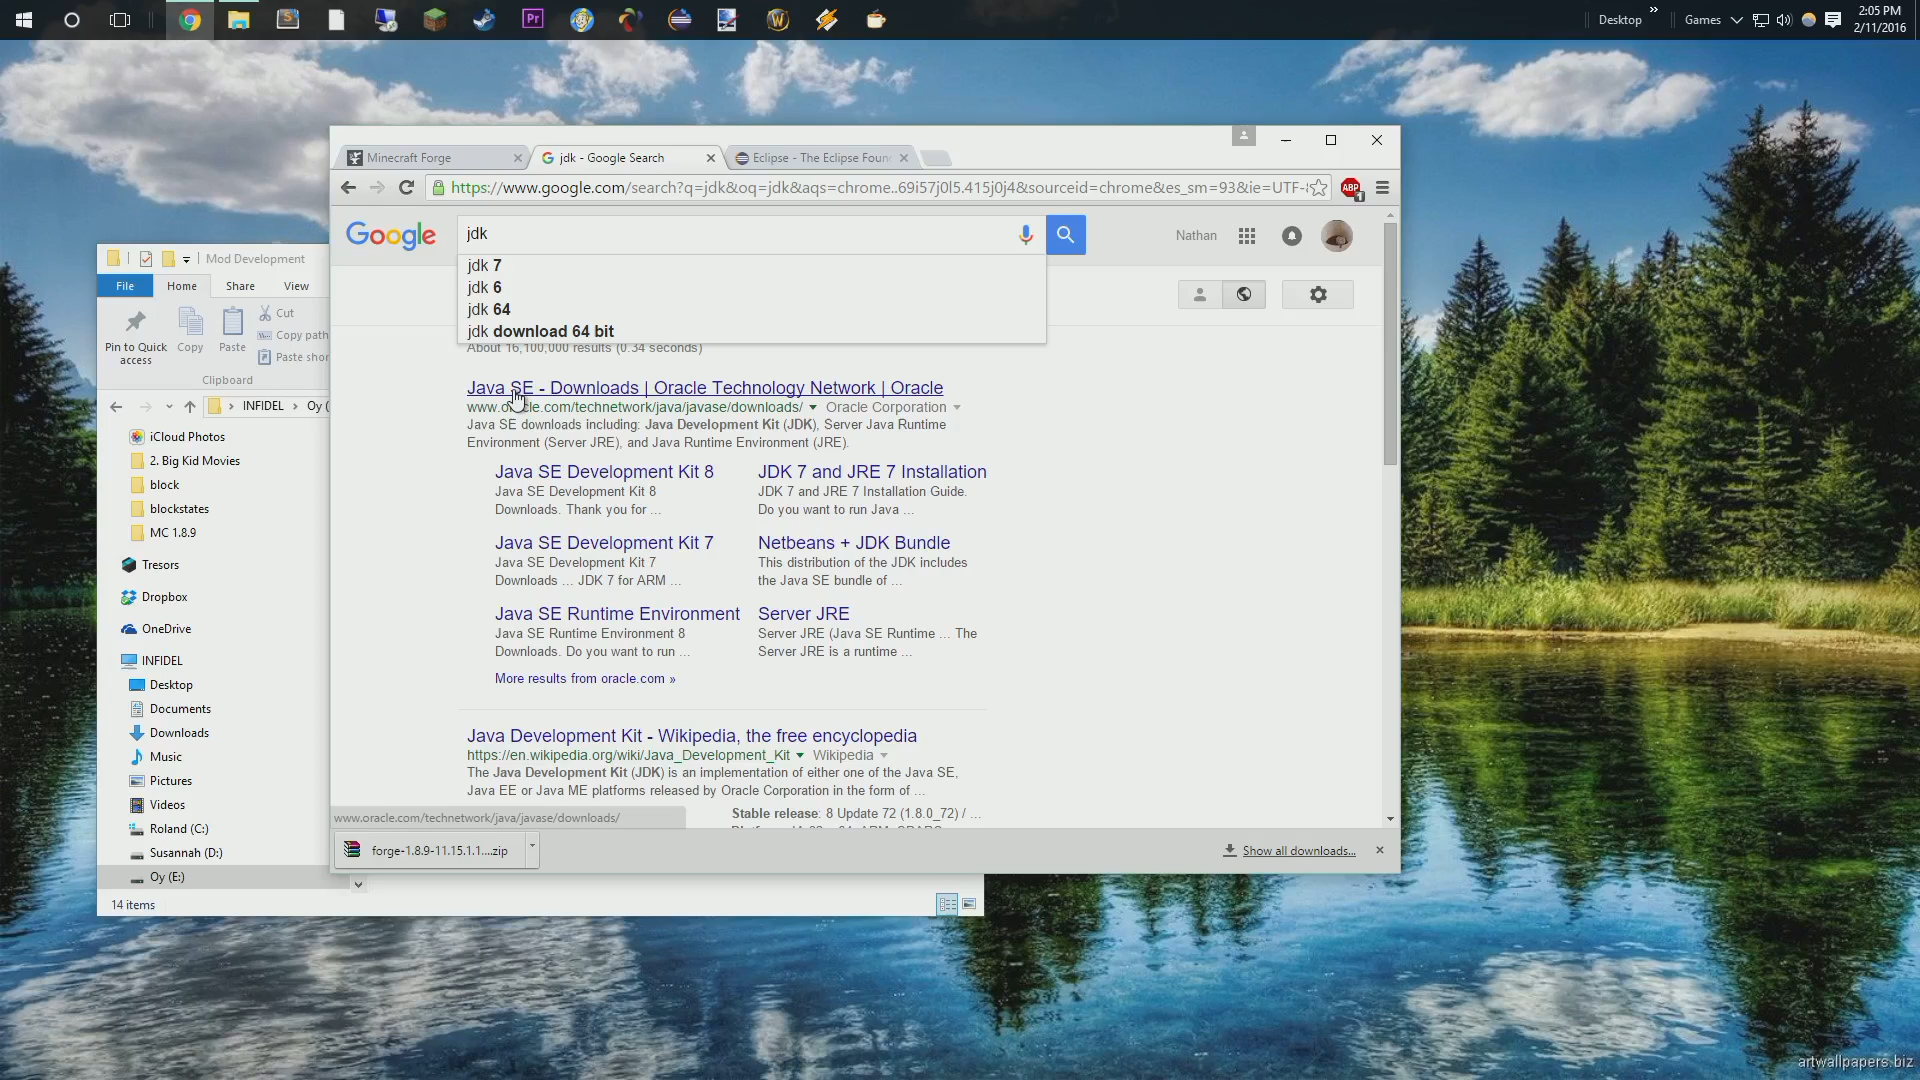 Desktop
»
Games
2:05 PM
2/11/2016
Pr
Minecraft Forge
jdk - Google Search
Eclipse - The Eclipse Foun
https://www.google.com/search?q=jdk&oq=jdk&aqs=chrome..69i57j0l5.415j0j4&sourceid=chrome&es_sm=93&ie=UTF-8
ABP
1
Google
jdk
Nathan
jdk 7
jdk 6
jdk 64
jdk download 64 bit
About 16,100,000 results (0.34 seconds)
Java SE - Downloads | Oracle Technology Network | Oracle
www.oracle.com/technetwork/java/javase/downloads/ Oracle Corporation
Java SE downloads including: Java Development Kit (JDK), Server Java Runtime
Environment (Server JRE), and Java Runtime Environment (JRE).
Java SE Development Kit 8
Java SE Development Kit 8
Downloads. Thank you for ...
JDK 7 and JRE 7 Installation
JDK 7 and JRE 7 Installation Guide.
Do you want to run Java ...
Java SE Development Kit 7
Java SE Development Kit 7
Downloads ... JDK 7 for ARM ...
Netbeans + JDK Bundle
This distribution of the JDK includes
the Java SE bundle of ...
Java SE Runtime Environment
Java SE Runtime Environment 8
Downloads. Do you want to run ...
Server JRE
Server JRE (Java SE Runtime ... The
Server JRE is a runtime ...
More results from oracle.com »
Java Development Kit - Wikipedia, the free encyclopedia
https://en.wikipedia.org/wiki/Java_Development_Kit Wikipedia
The Java Development Kit (JDK) is an implementation of either one of the Java SE,
Java EE or Java ME platforms released by Oracle Corporation in the form of ...
Stable release: 8 Update 72 (1.8.0_72) / ...
www.oracle.com/technetwork/java/javase/downloads/
forge-1.8.9-11.15.1.1....zip
Show all downloads...
Mod Development
File
Home
Share
View
Pin to Quick
access
Copy
Paste
Cut
Copy path
Paste shor
Clipboard
INFIDEL
Oy (
iCloud Photos
2. Big Kid Movies
block
blockstates
MC 1.8.9
Tresors
Dropbox
OneDrive
INFIDEL
Desktop
Documents
Downloads
Music
Pictures
Videos
Roland (C:)
Susannah (D:)
Oy (E:)
14 items
artwallpapers.biz